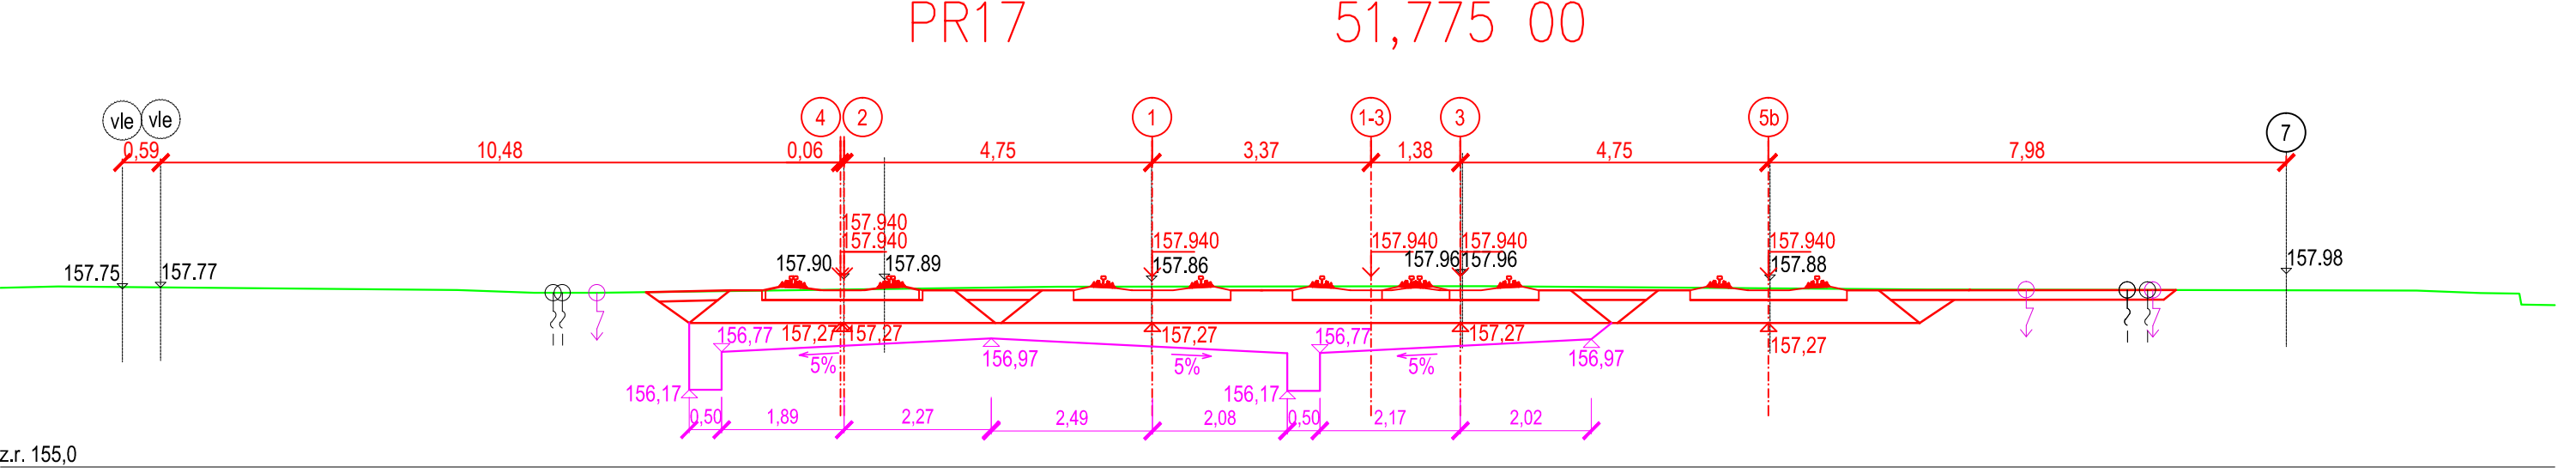 PR17 51,775 00
vle vle 4 2 1 1-3 3 5b 7
0,59 10,48 0,06 4,75 3,37 1,38 4,75 7,98
157.940
157.940 157.940 157.940 157.940 157.940
157.75 157.77 157.90 157.89 157.86 157.96 157.96 157.88 157.98
156,77 157,27 157,27 157,27 156,77 157,27 157,27
5% 156,97 5% 5% 156,97
156,17 156,17
0,50 1,89 2,27 2,49 2,08 0,50 2,17 2,02
z.r. 155,0